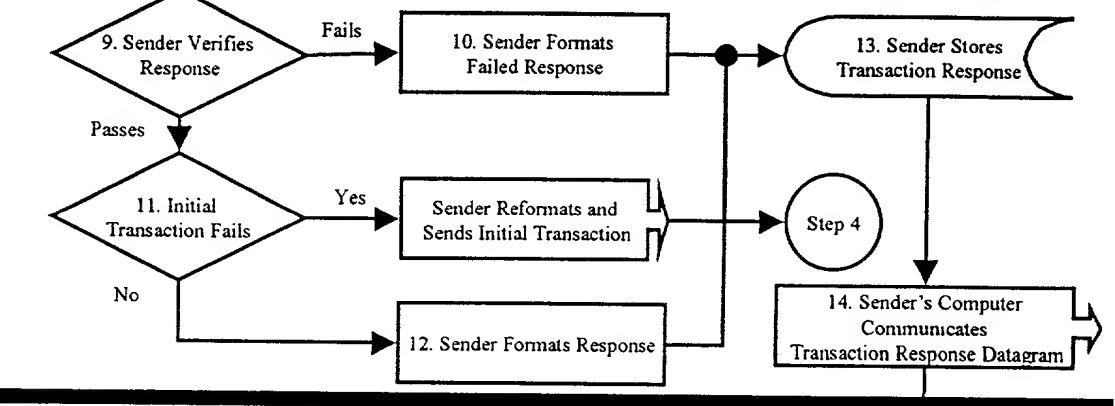 9. Sender Verifies
Response
Fails
10. Sender Formats
Failed Response
13. Sender Stores
Transaction Response
Passes
11. Initial
Transaction Fails
Yes
Sender Reformats and
Sends Initial Transaction
Step 4
No
12. Sender Formats Response
14. Sender's Computer
Communicates
Transaction Response Datagram